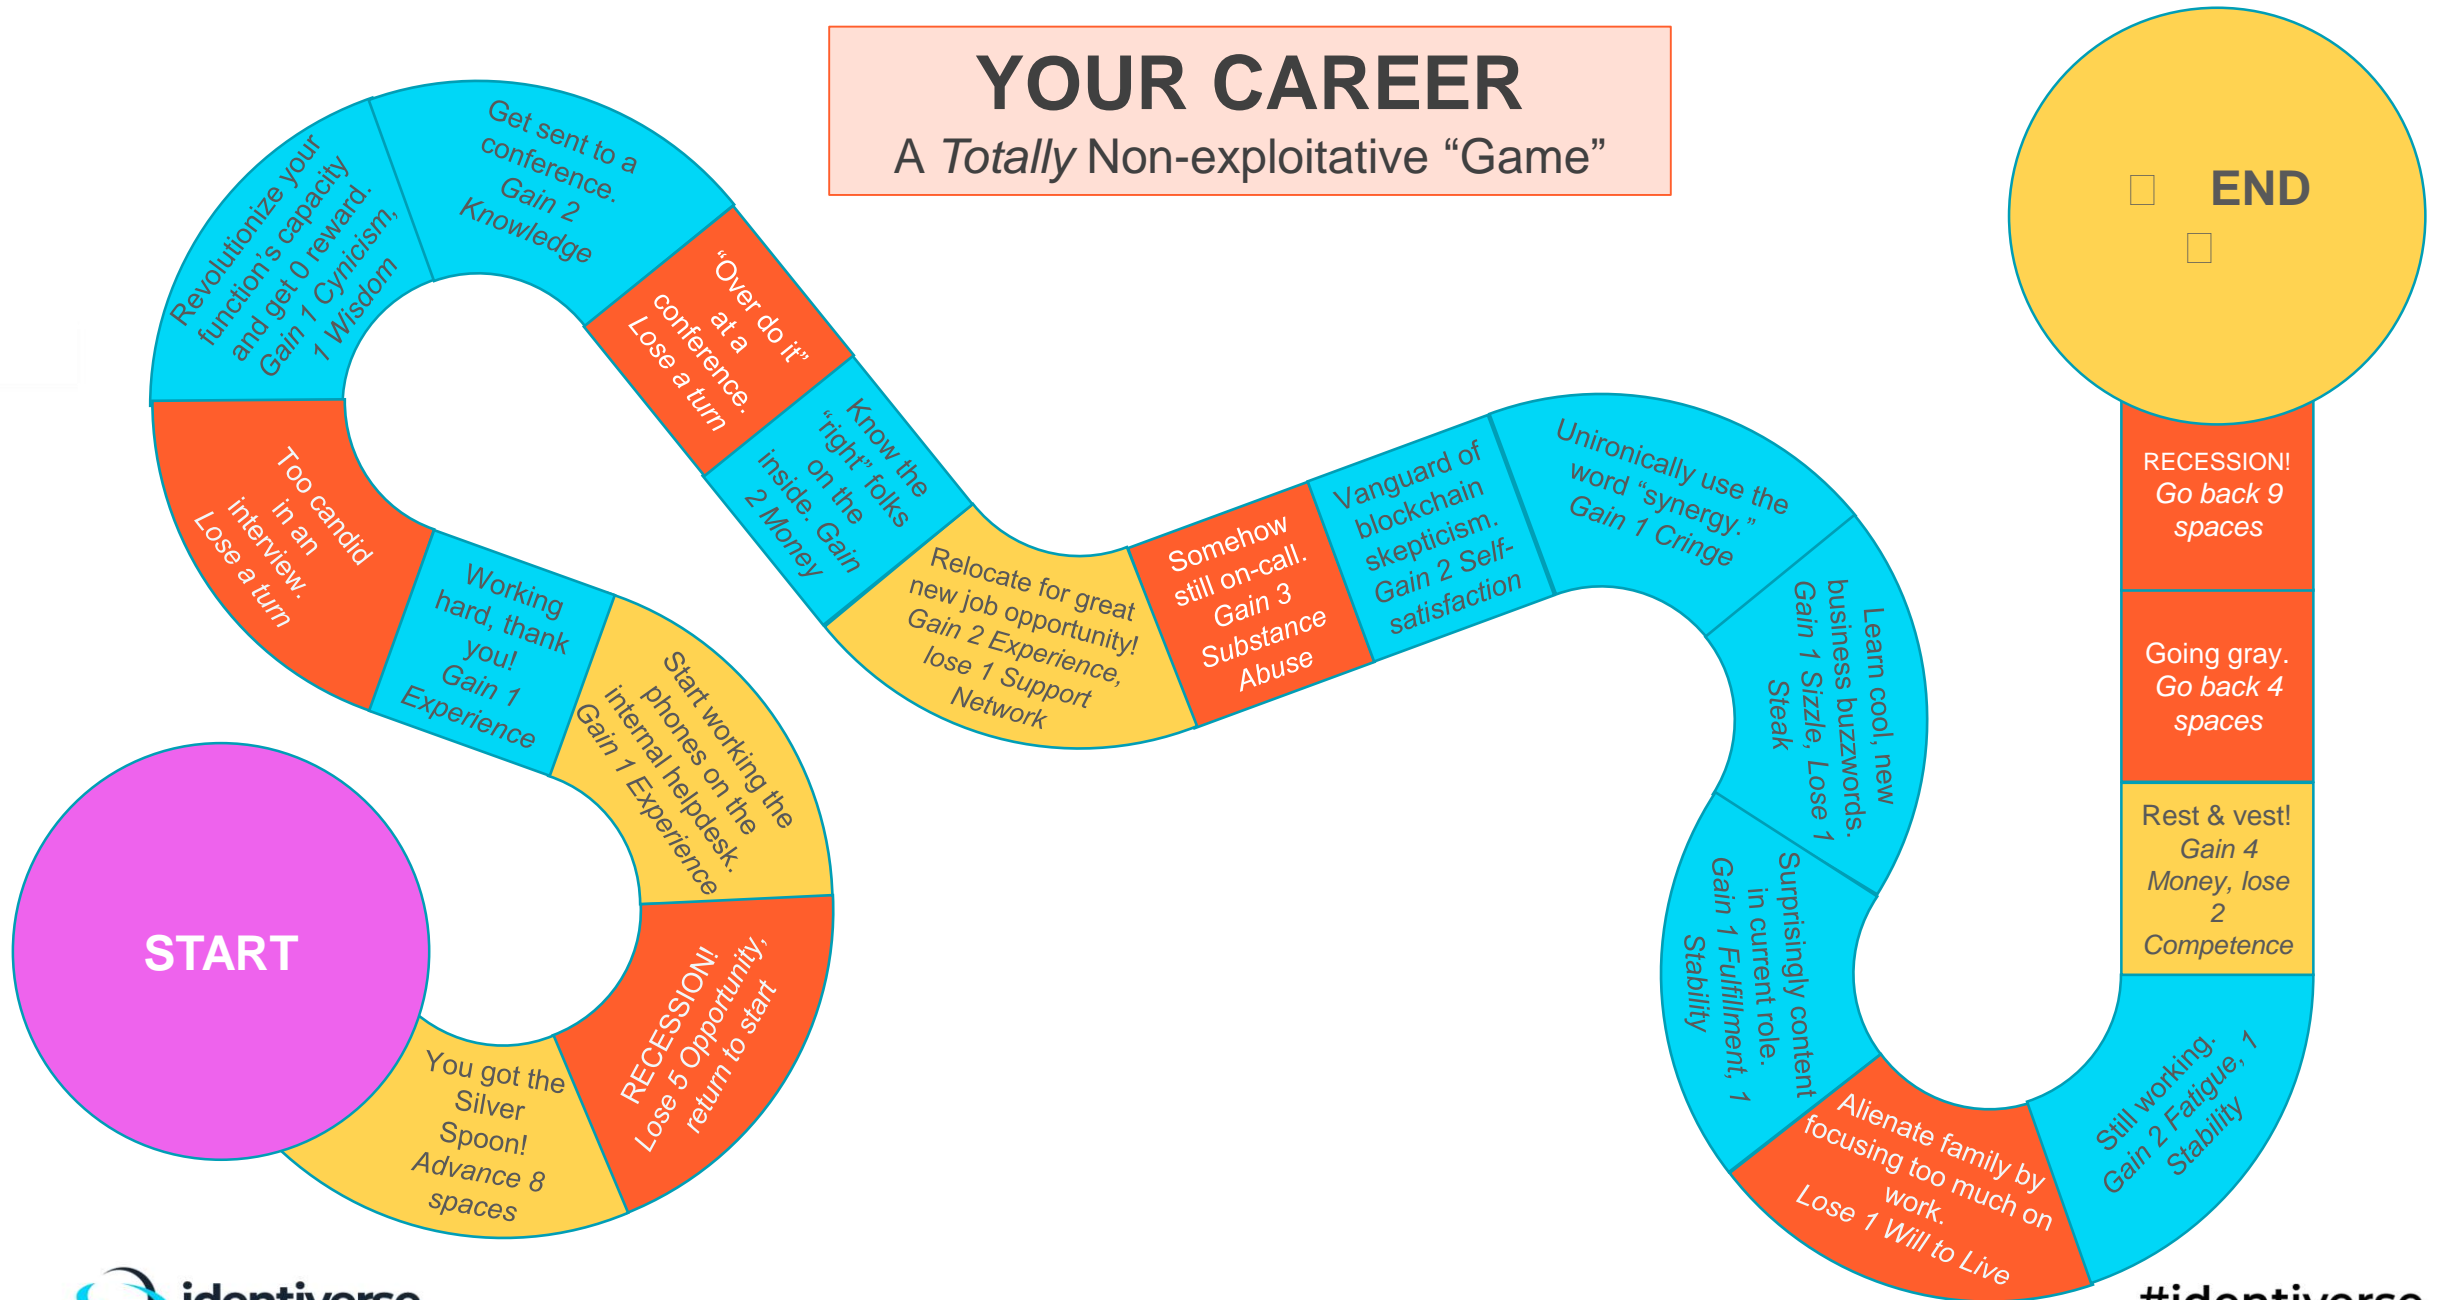 YOUR CAREER
A Totally Non-exploitative “Game”
START
You got the
Silver
Spoon!
Advance 8
spaces
RECESSION!
Lose 5 Opportunity,
return to start
Start working the
phones on the
internal helpdesk.
Gain 1 Experience
Working
hard, thank
you!
Gain 1
Experience
Too candid
in an
interview.
Lose a turn
Revolutionize your
function’s capacity
and get 0 reward.
Gain 1 Cynicism,
1 Wisdom
Get sent to a
conference.
Gain 2
Knowledge
“Over do it”
at a
conference.
Lose a turn
Know the
“right” folks
on the
inside. Gain
2 Money
Relocate for great
new job opportunity!
Gain 2 Experience,
lose 1 Support
Network
Somehow
still on-call.
Gain 3
Substance
Abuse
Vanguard of
blockchain
skepticism.
Gain 2 Self-
satisfaction
Unironically use the
word “synergy.”
Gain 1 Cringe
Learn cool, new
business buzzwords.
Gain 1 Sizzle, Lose 1
Steak
Surprisingly content
in current role.
Gain 1 Fulfillment, 1
Stability
Alienate family by
focusing too much on
work.
Lose 1 Will to Live
Still working.
Gain 2 Fatigue, 1
Stability
Rest & vest!
Gain 4
Money, lose
2
Competence
Going gray.
Go back 4
spaces
RECESSION!
Go back 9
spaces
END
identiverse
#identiverse